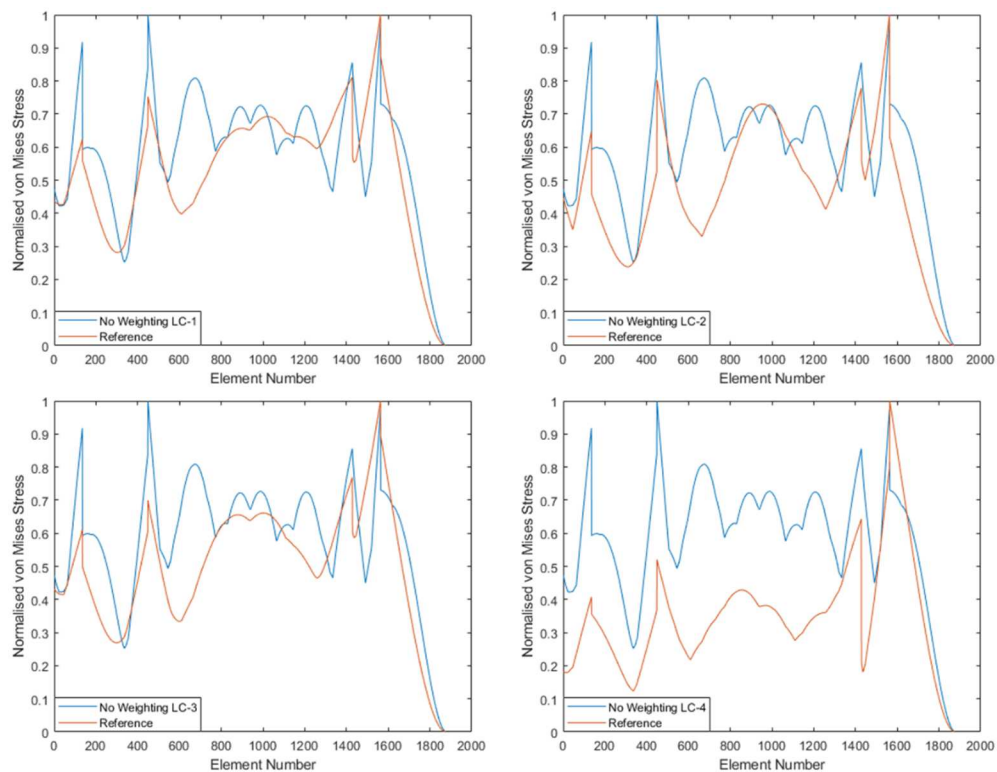 Normalised von Mises Stress
1
0.9
0.8
0.7
0.6
0.5
0.4
0.3
0.2
0.1
0
No Weighting LC-1
Reference
0 200 400 600 800 1000 1200 1400 1600 1800 2000
Element Number
Normalised von Mises Stress
1
0.9
0.8
0.7
0.6
0.5
0.4
0.3
0.2
0.1
0
No Weighting LC-2
Reference
0 200 400 600 800 1000 1200 1400 1600 1800 2000
Element Number
Normalised von Mises Stress
1
0.9
0.8
0.7
0.6
0.5
0.4
0.3
0.2
0.1
0
No Weighting LC-3
Reference
0 200 400 600 800 1000 1200 1400 1600 1800 2000
Element Number
Normalised von Mises Stress
1
0.9
0.8
0.7
0.6
0.5
0.4
0.3
0.2
0.1
0
No Weighting LC-4
Reference
0 200 400 600 800 1000 1200 1400 1600 1800 2000
Element Number